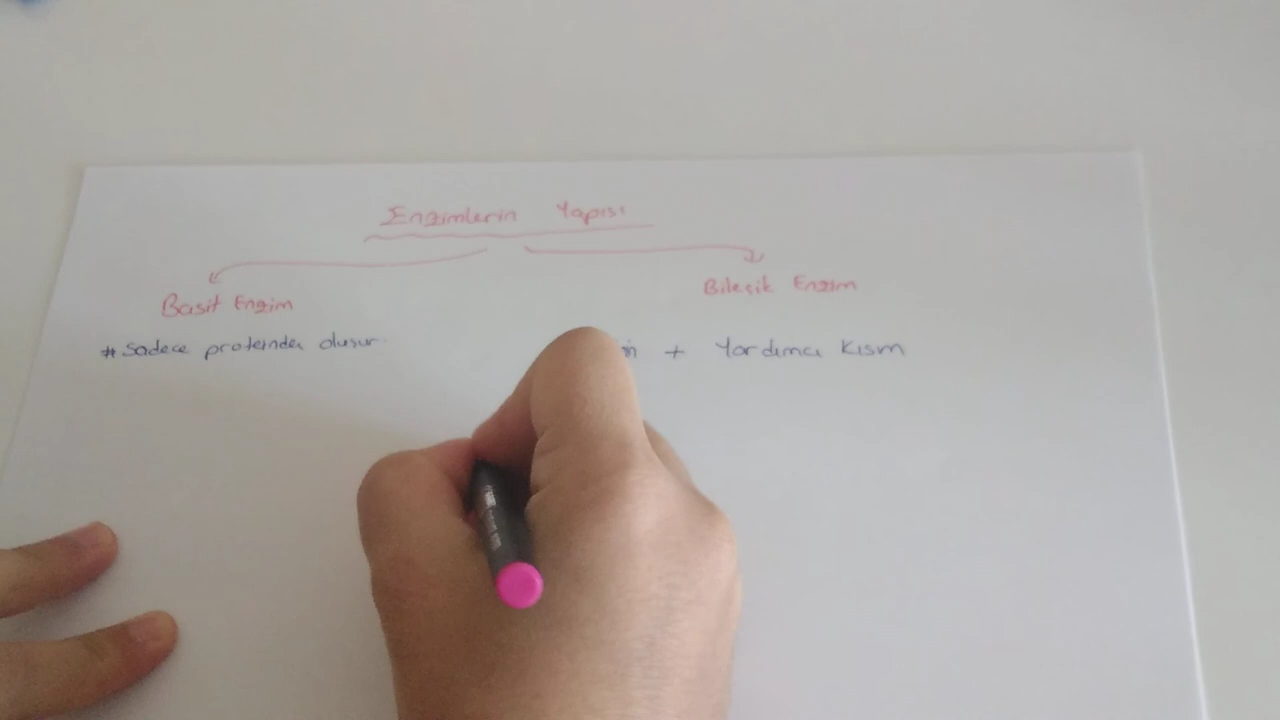 Enzimlerin Yapısı
Basit Enzim
Bileşik Enzim
# Sadece proteinden oluşur.
+ Yardımcı Kısım